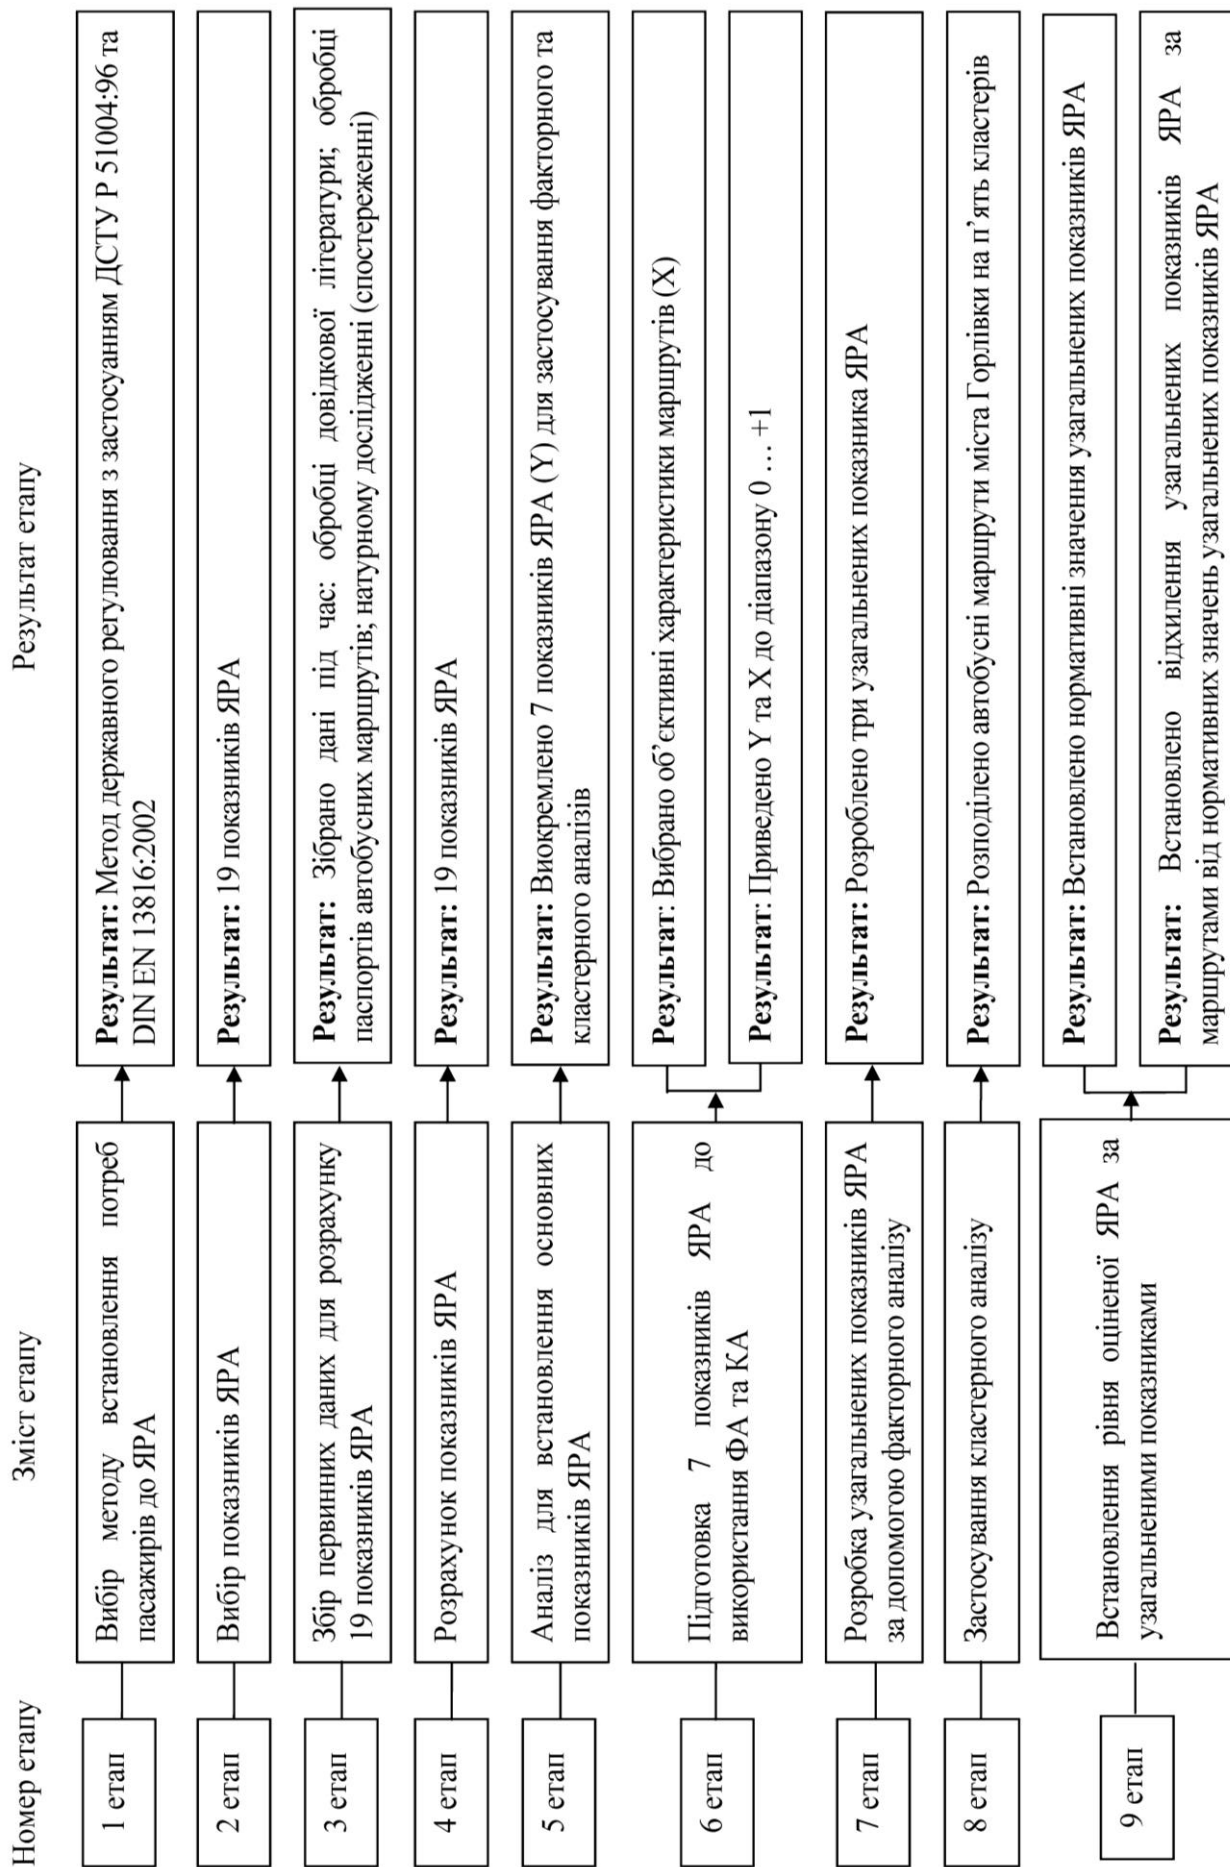 Номер етапу
Зміст етапу
Результат етапу
1 етап
Вибір методу встановлення потреб
пасажирів до ЯРА
Результат: Метод державного регулювання з застосуанням ДСТУ Р 51004:96 та
DIN EN 13816:2002
2 етап
Вибір показників ЯРА
Результат: 19 показників ЯРА
3 етап
Збір первинних даних для розрахунку
19 показників ЯРА
Результат: Зібрано дані під час: обробці довідкової літератури; обробці
паспортів автобусних маршрутів; натурному дослідженні (спостереженні)
4 етап
Розрахунок показників ЯРА
Результат: 19 показників ЯРА
5 етап
Аналіз для встановлення основних
показників ЯРА
Результат: Виокремлено 7 показників ЯРА (Y) для застосування факторного та
кластерного аналізів
6 етап
Підготовка 7 показників ЯРА до
використання ФА та КА
Результат: Вибрано об’єктивні характеристики маршрутів (X)
Результат: Приведено Y та X до діапазону 0 … +1
7 етап
Розробка узагальнених показників ЯРА
за допомогою факторного аналізу
Результат: Розроблено три узагальнених показника ЯРА
8 етап
Застосування кластерного аналізу
Результат: Розподілено автобусні маршрути міста Горлівки на п’ять кластерів
9 етап
Встановлення рівня оціненої ЯРА за
узагальненими показниками
Результат: Встановлено нормативні значення узагальнених показників ЯРА
Результат: Встановлено відхилення узагальнених показників ЯРА за
маршрутами від нормативних значень узагальнених показників ЯРА